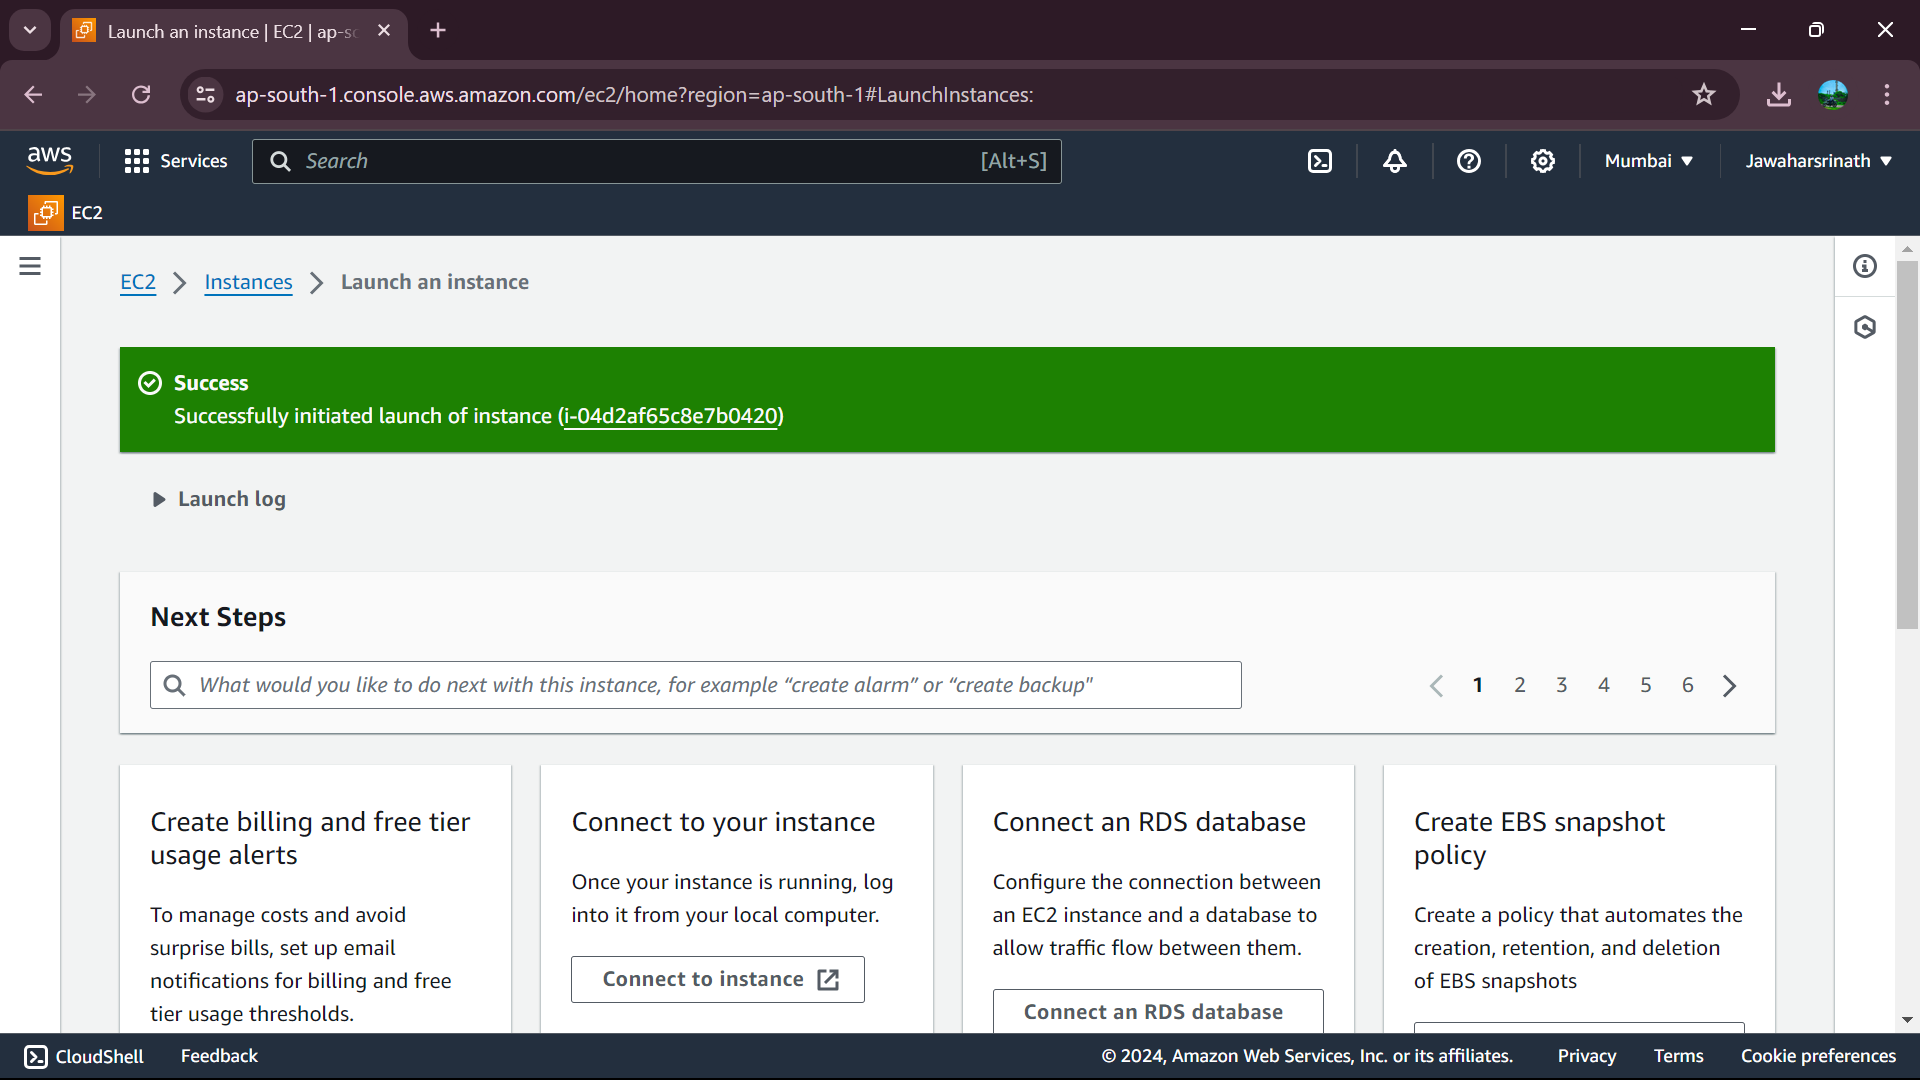 Launch an instance | EC2 | ap-sc
ap-south-1.console.aws.amazon.com/ec2/home?region=ap-south-1#LaunchInstances:
aws
Services
Search
[Alt+S]
Mumbai
Jawaharsrinath
EC2
EC2
Instances
Launch an instance
Success
Successfully initiated launch of instance (i-04d2af65c8e7b0420)
Launch log
Next Steps
What would you like to do next with this instance, for example “create alarm” or “create backup"
1 2 3 4 5 6
Create billing and free tier
usage alerts
To manage costs and avoid
surprise bills, set up email
notifications for billing and free
tier usage thresholds.
Connect to your instance
Once your instance is running, log
into it from your local computer.
Connect to instance
Connect an RDS database
Configure the connection between
an EC2 instance and a database to
allow traffic flow between them.
Connect an RDS database
Create EBS snapshot
policy
Create a policy that automates the
creation, retention, and deletion
of EBS snapshots
CloudShell
Feedback
© 2024, Amazon Web Services, Inc. or its affiliates.
Privacy
Terms
Cookie preferences